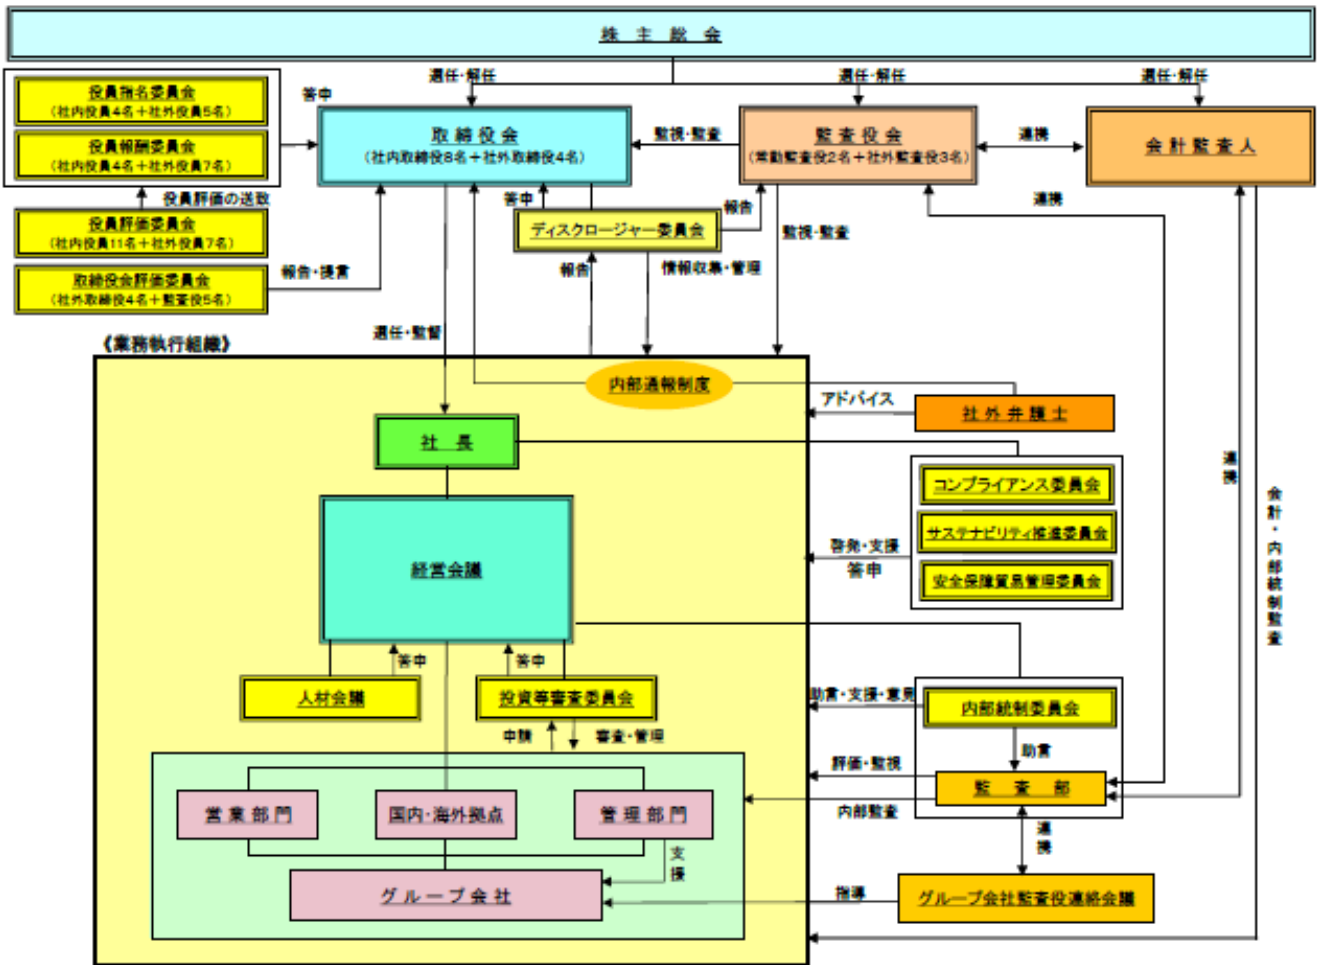 株主総会
選任・解任
選任・解任
選任・解任
役員指名委員会
(社内役員4名＋社外役員5名)
役員報酬委員会
(社内役員4名＋社外役員7名)
答申
取締役会
(社内取締役8名＋社外取締役4名)
監視・監査
監査役会
(常勤監査役2名＋社外監査役3名)
連携
会計監査人
役員評価の送致
役員評価委員会
(社内役員11名＋社外役員7名)
取締役会評価委員会
(社外取締役4名＋監査役5名)
報告・提言
答申
ディスクロージャー委員会
報告
監視・監査
連携
報告
情報収集・管理
選任・監督
《業務執行組織》
内部通報制度
アドバイス
社外弁護士
社長
コンプライアンス委員会
サステナビリティ推進委員会
安全保障貿易管理委員会
啓発・支援
答申
連携
会計・内部統制監査
経営会議
答申
答申
人材会議
投資等審査委員会
申請
審査・管理
助言・支援・意見
内部統制委員会
助言
評価・監視
監査部
内部監査
連携
営業部門
国内・海外拠点
管理部門
支援
グループ会社
指導
グループ会社監査役連絡会議